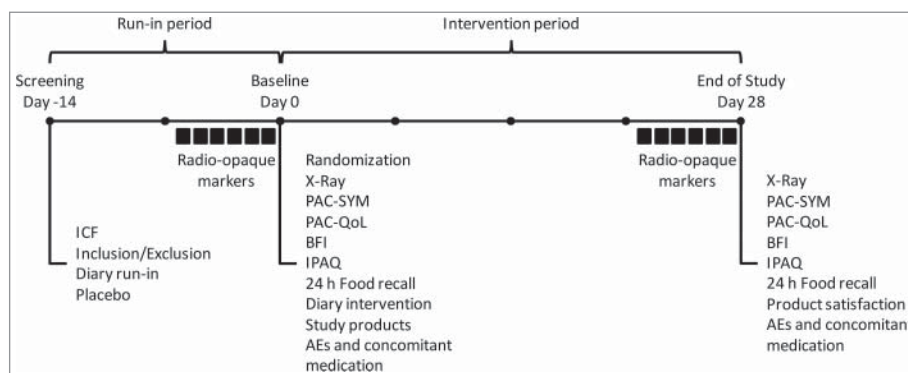 Run-in period
Intervention period
Screening
Day -14
Baseline
Day 0
End of Study
Day 28
Radio-opaque
markers
Radio-opaque
markers
ICF
Inclusion/Exclusion
Diary run-in
Placebo
Randomization
X-Ray
PAC-SYM
PAC-QoL
BFI
IPAQ
24 h Food recall
Diary intervention
Study products
AEs and concomitant
medication
X-Ray
PAC-SYM
PAC-QoL
BFI
IPAQ
24 h Food recall
Product satisfaction
AEs and concomitant
medication